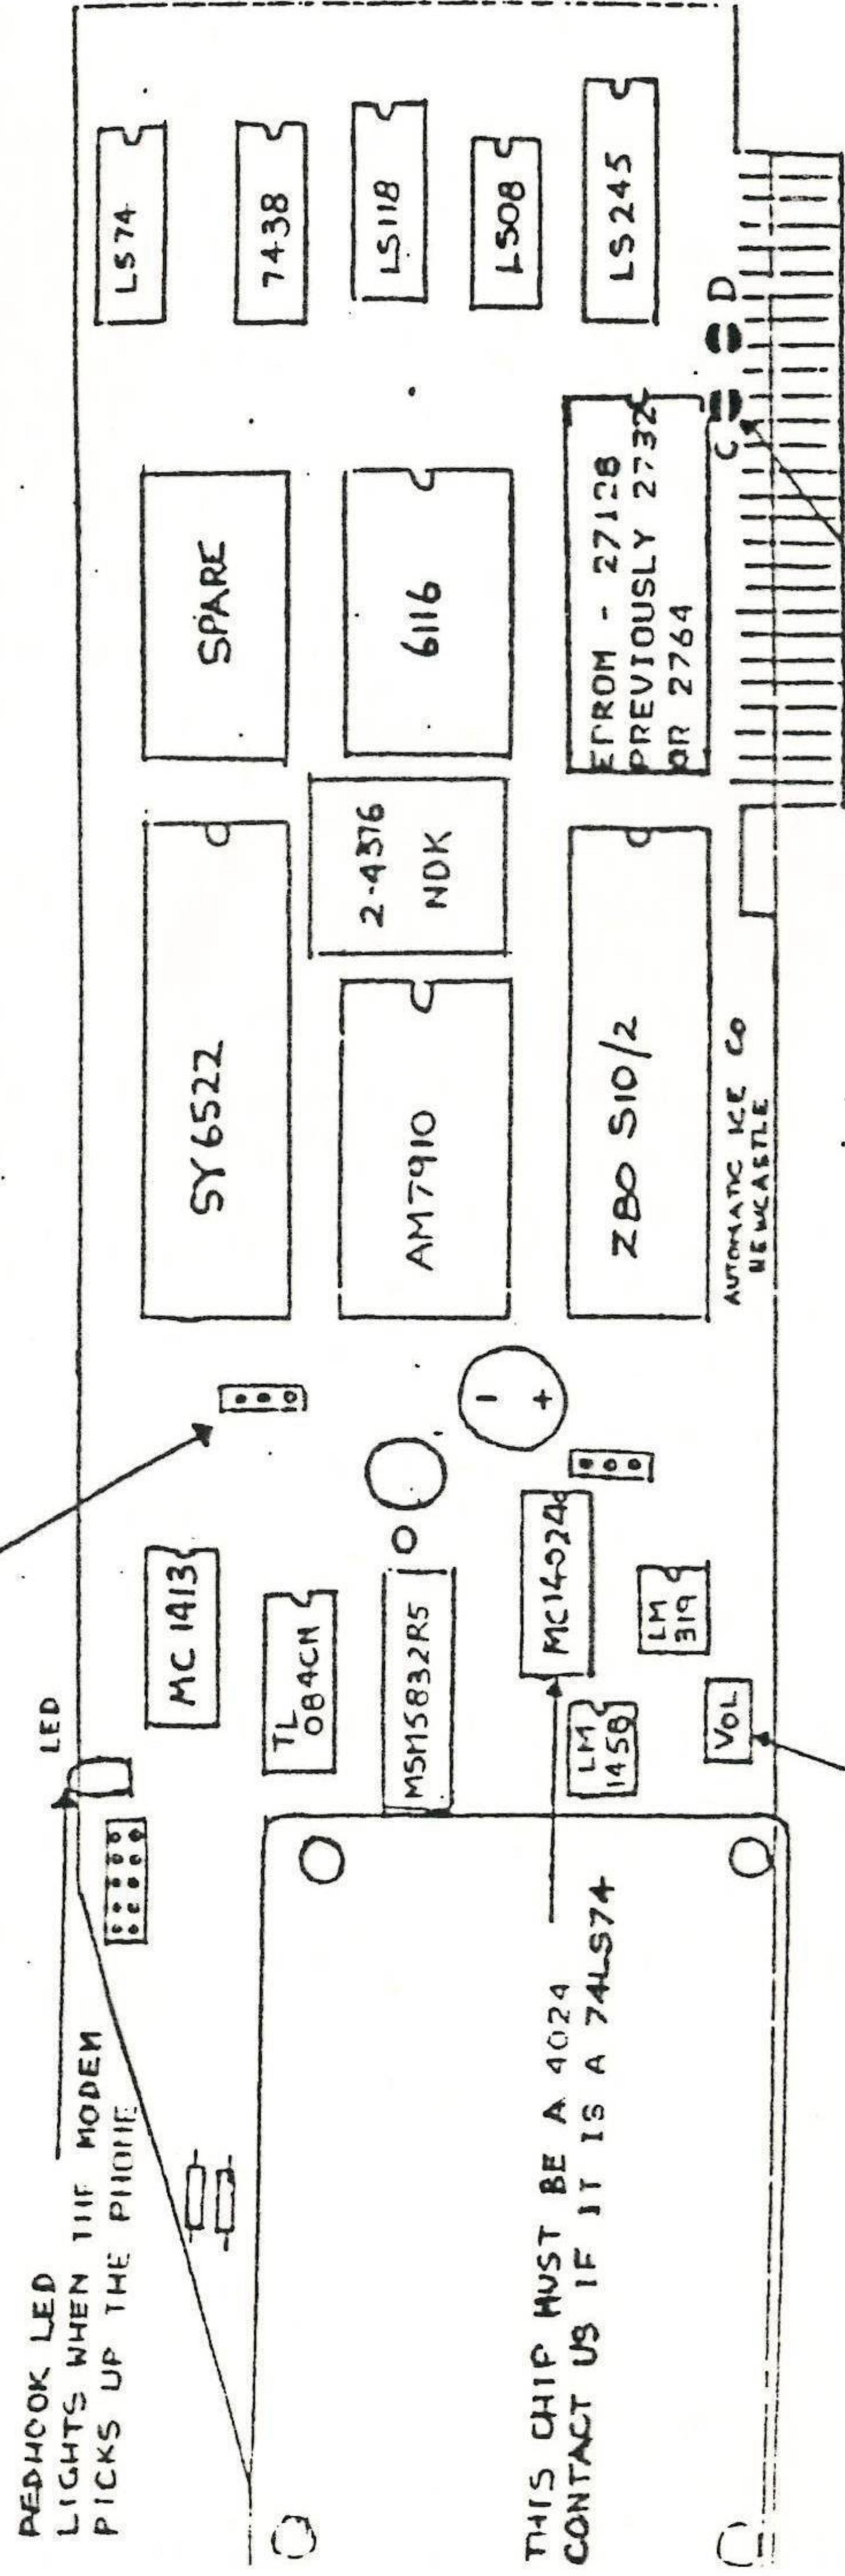 REDHOOK LED
LIGHTS WHEN THE MODEM
PICKS UP THE PHONE
LED
MC 1413
TL
084CN
MSM5832R5
MC14024
LM
1458
LM
319
VOL
THIS CHIP MUST BE A 4024
CONTACT US IF IT IS A 74LS74
O
-
+
SY6522
AM7910
Z80 SIO/2
AUTOMATIC ICE CO
NEWCASTLE
2-4376
NDK
SPARE
6116
EPROM - 27128
PREVIOUSLY 2732
OR 2764
C
D
LS74
7438
LS118
LS08
LS245